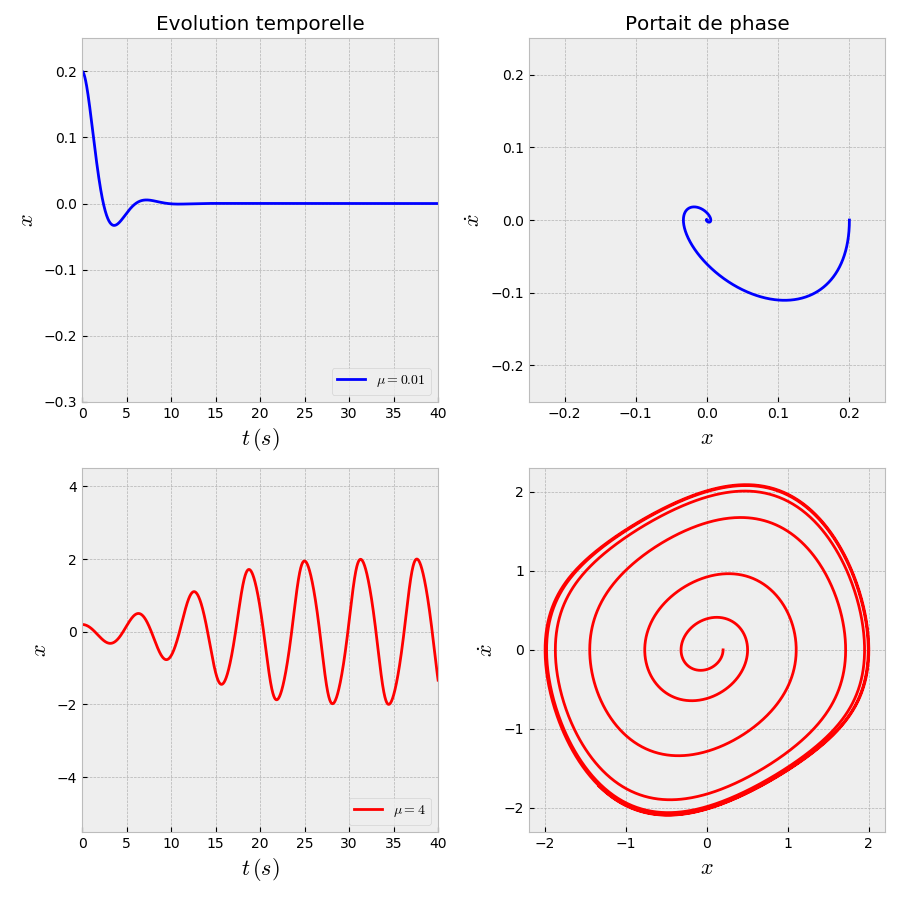 Evolution temporelle
0.2
0.1
0.0
−0.1
−0.2
−0.3
x
0 5 10 15 20 25 30 35 40
t (s)
μ = 0.01
Portait de phase
0.2
0.1
0.0
−0.1
−0.2
ẋ
−0.2 −0.1 0.0 0.1 0.2
x
4
2
0
−2
−4
x
0 5 10 15 20 25 30 35 40
t (s)
μ = 4
2
1
0
−1
−2
ẋ
−2 −1 0 1 2
x